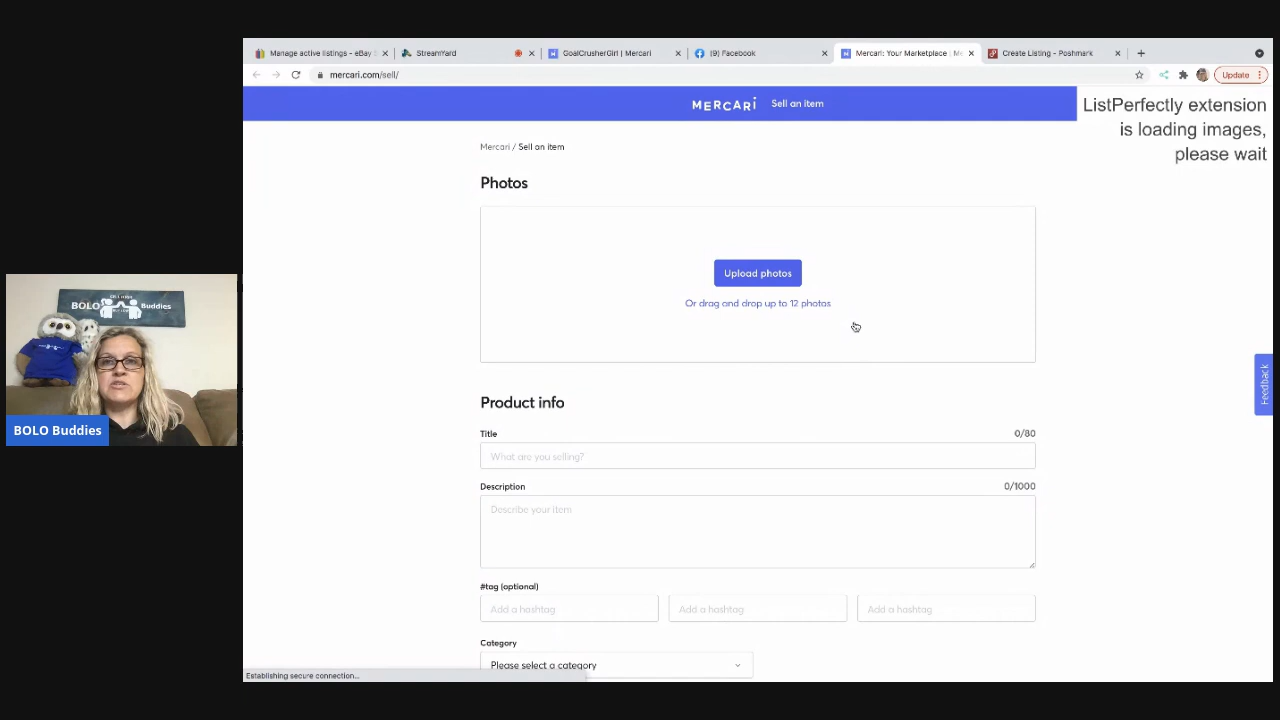 Manage active listings - eBay
StreamYard
GoalCrusherGirl | Mercari
(9) Facebook
Mercari: Your Marketplace | Me
Create Listing - Poshmark
mercari.com/sell/
Update
MERCARI
Sell an item
ListPerfectly extension
is loading images,
please wait
Mercari / Sell an item
Photos
Upload photos
Or drag and drop up to 12 photos
Feedback
Product info
Title
0/80
What are you selling?
Description
0/1000
Describe your item
#tag (optional)
Add a hashtag
Add a hashtag
Add a hashtag
Category
Please select a category
Establishing secure connection...
BOLO Buddies
BOLO Buddies